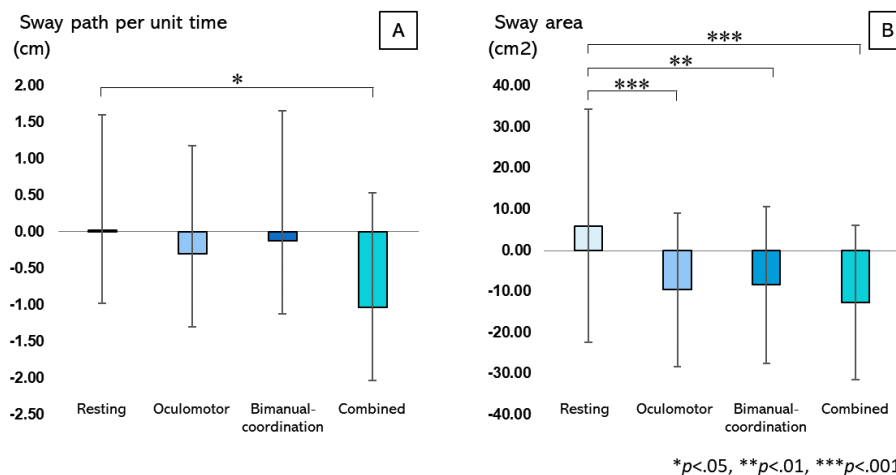 Sway path per unit time
(cm)
A
*
2.00
1.50
1.00
0.50
0.00
-0.50
-1.00
-1.50
-2.00
-2.50
Resting Oculomotor Bimanual- Combined
coordination
Sway area
(cm2)
B
***
**
***
40.00
30.00
20.00
10.00
0.00
-10.00
-20.00
-30.00
-40.00
Resting Oculomotor Bimanual- Combined
coordination
*p<.05, **p<.01, ***p<.001